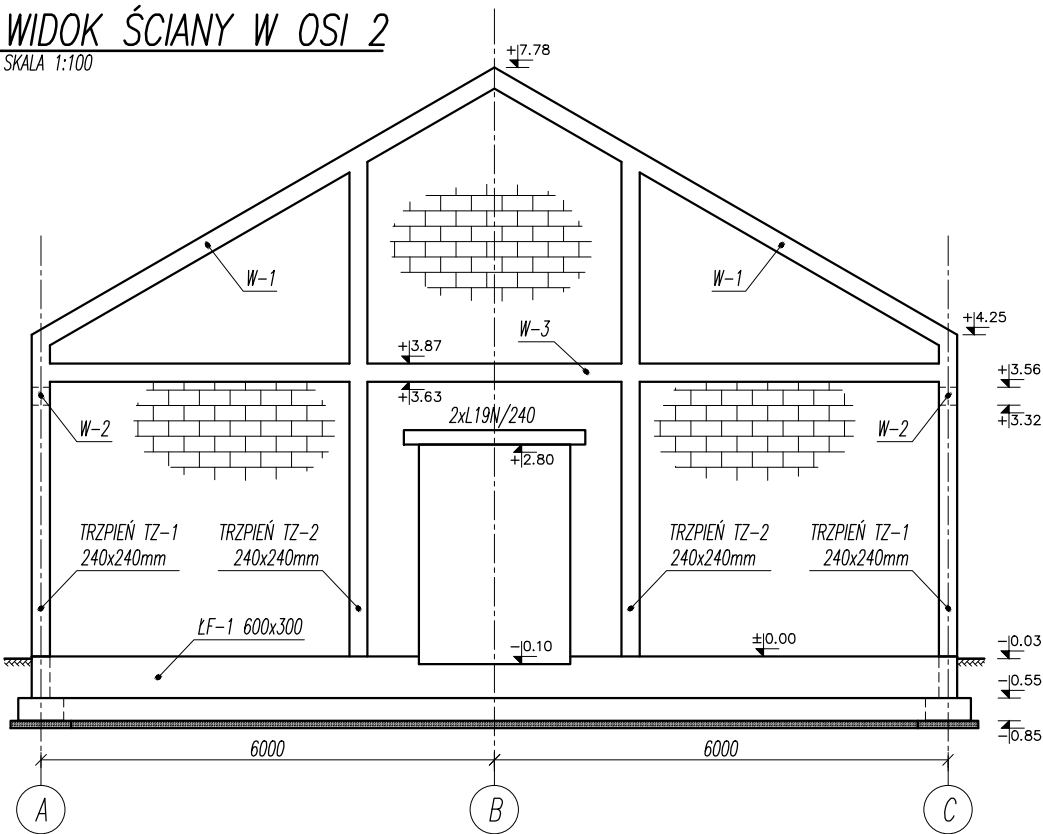 WIDOK ŚCIANY W OSI 2
SKALA 1:100
+7.78
W-1
W-1
+4.25
W-3
+3.87
+3.63
+3.56
+3.32
2xL19N/240
W-2
W-2
+2.80
TRZPIEŃ TZ-1
240x240mm
TRZPIEŃ TZ-2
240x240mm
TRZPIEŃ TZ-2
240x240mm
TRZPIEŃ TZ-1
240x240mm
ŁF-1 600x300
-0.10
±0.00
-0.03
-0.55
-0.85
6000
6000
A
B
C